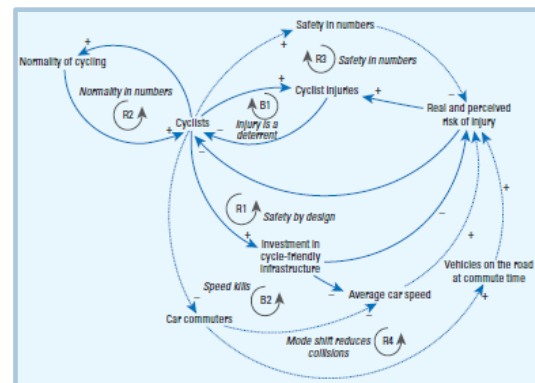 Safety in numbers
+
+
R3 Safety in numbers
Normality of cycling
Normality in numbers
+
–
R2
B1
Cyclist injuries
+
Cyclists
+
–
–
Injury is a
deterrent
Real and perceived
risk of injury
–
R1
Safety by design
+
–
+
Investment in
cycle-friendly
infrastructure
+
Vehicles on the road
at commute time
Speed kills
–
–
B2
Average car speed
–
+
Car commuters
Mode shift reduces
collisions
R4